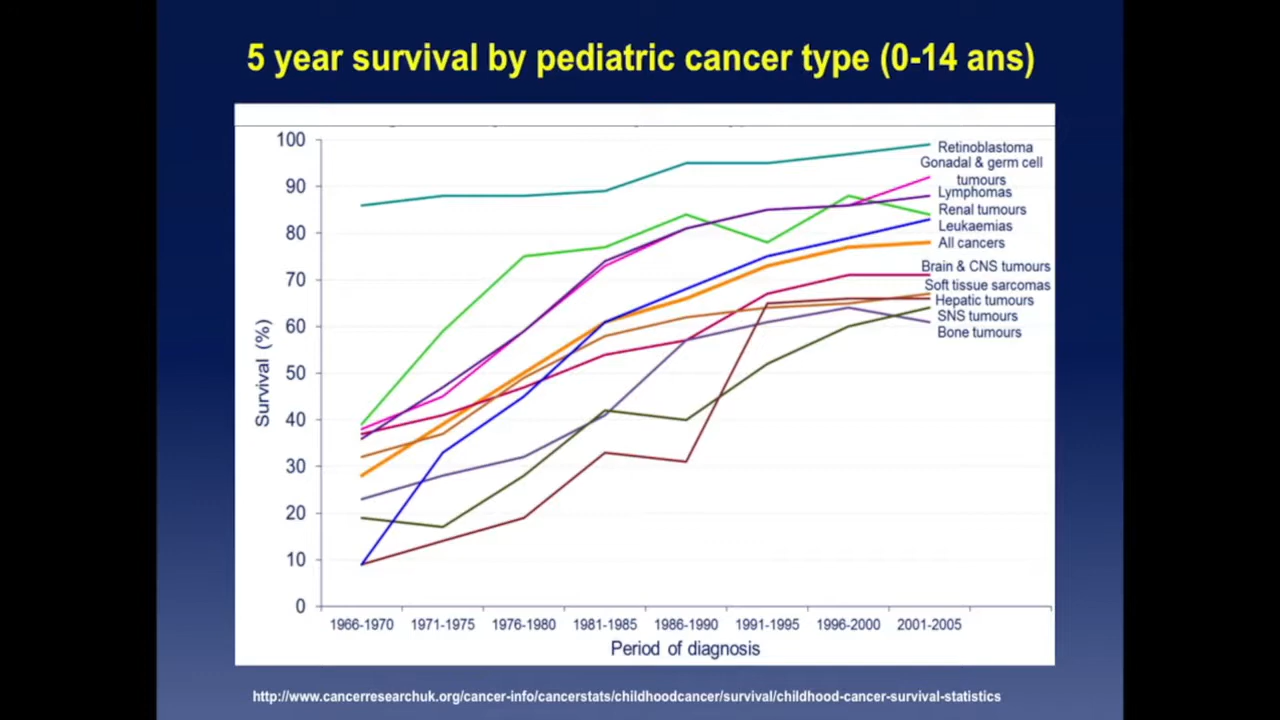 5 year survival by pediatric cancer type (0-14 ans)
100
90
80
70
60
50
40
30
20
10
0
Survival (%)
Retinoblastoma
Gonadal & germ cell
tumours
Lymphomas
Renal tumours
Leukaemias
All cancers
Brain & CNS tumours
Soft tissue sarcomas
Hepatic tumours
SNS tumours
Bone tumours
1966-1970 1971-1975 1976-1980 1981-1985 1986-1990 1991-1995 1996-2000 2001-2005
Period of diagnosis
http://www.cancerresearchuk.org/cancer-info/cancerstats/childhoodcancer/survival/childhood-cancer-survival-statistics